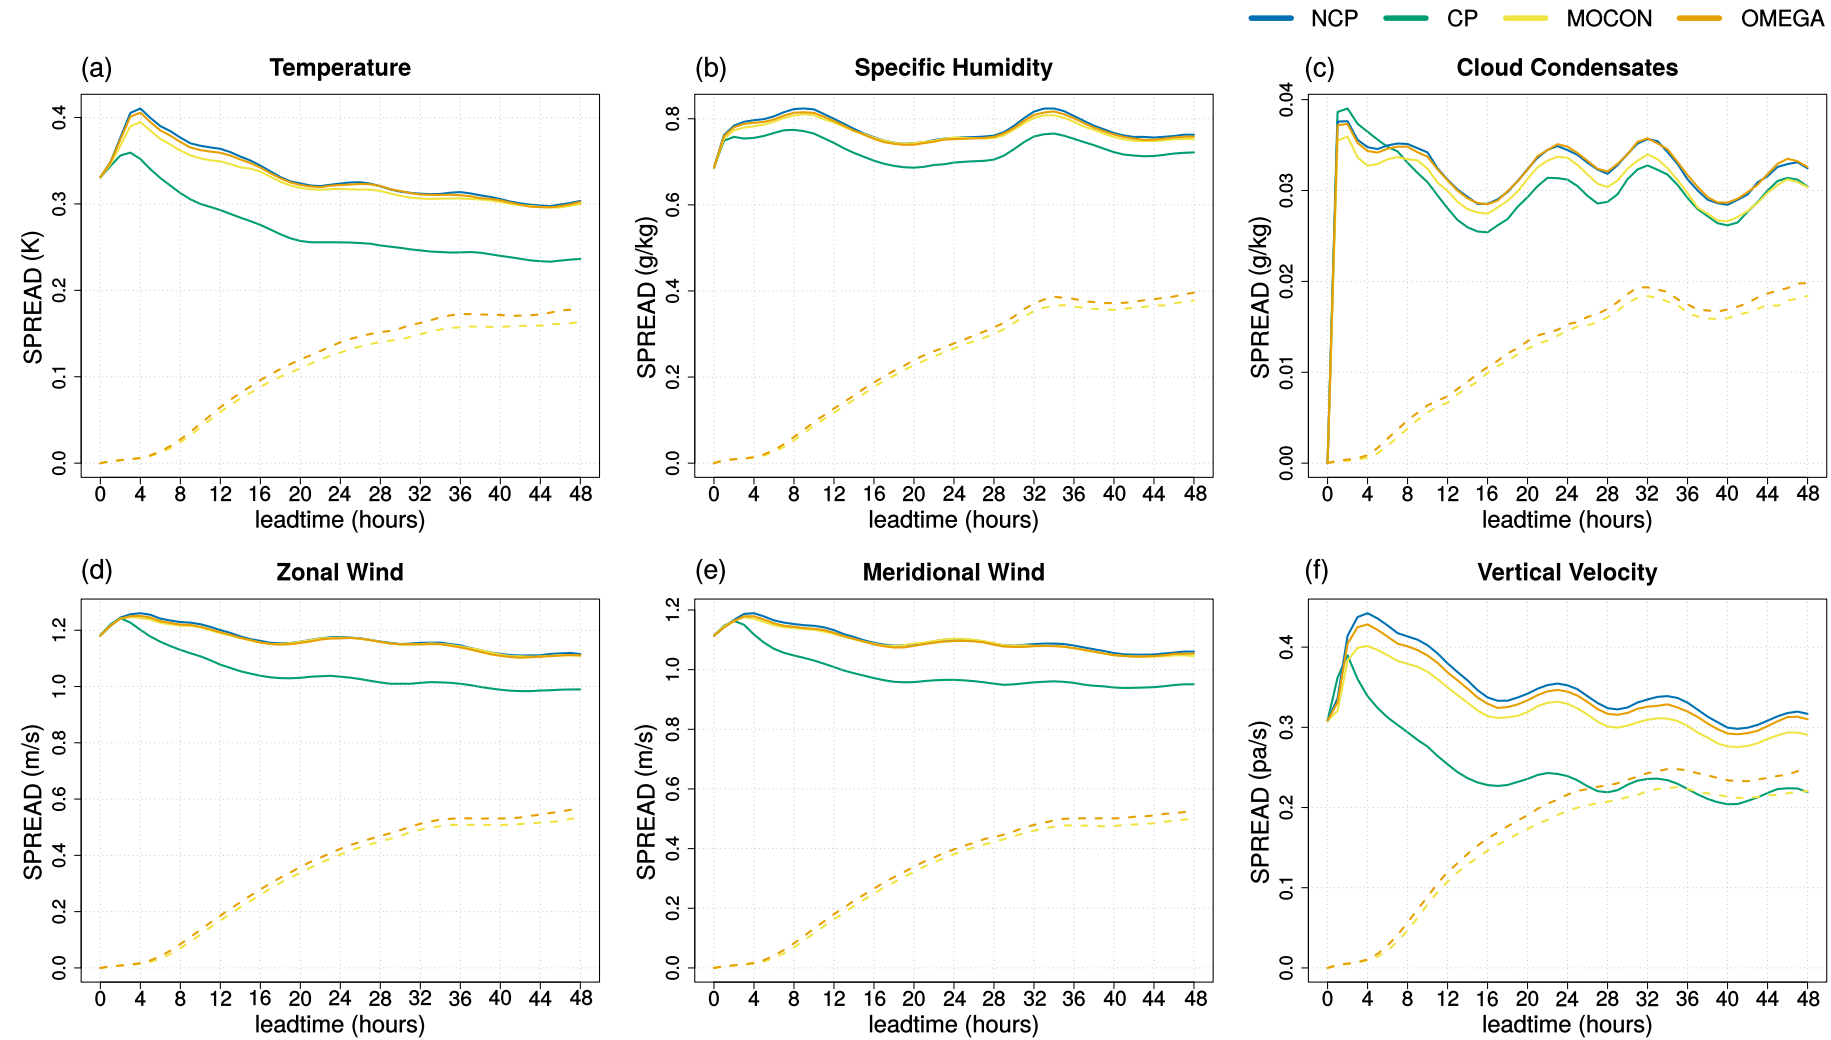 NCP CP MOCON OMEGA
(a) Temperature
(b) Specific Humidity
(c) Cloud Condensates
SPREAD (K)
0.0 0.1 0.2 0.3 0.4
0 4 8 12 16 20 24 28 32 36 40 44 48
leadtime (hours)
SPREAD (g/kg)
0.0 0.2 0.4 0.6 0.8
0 4 8 12 16 20 24 28 32 36 40 44 48
leadtime (hours)
SPREAD (g/kg)
0.00 0.01 0.02 0.03 0.04
0 4 8 12 16 20 24 28 32 36 40 44 48
leadtime (hours)
(d) Zonal Wind
(e) Meridional Wind
(f) Vertical Velocity
SPREAD (m/s)
0.0 0.2 0.4 0.6 0.8 1.0 1.2
0 4 8 12 16 20 24 28 32 36 40 44 48
leadtime (hours)
SPREAD (m/s)
0.0 0.2 0.4 0.6 0.8 1.0 1.2
0 4 8 12 16 20 24 28 32 36 40 44 48
leadtime (hours)
SPREAD (pa/s)
0.0 0.1 0.2 0.3 0.4
0 4 8 12 16 20 24 28 32 36 40 44 48
leadtime (hours)